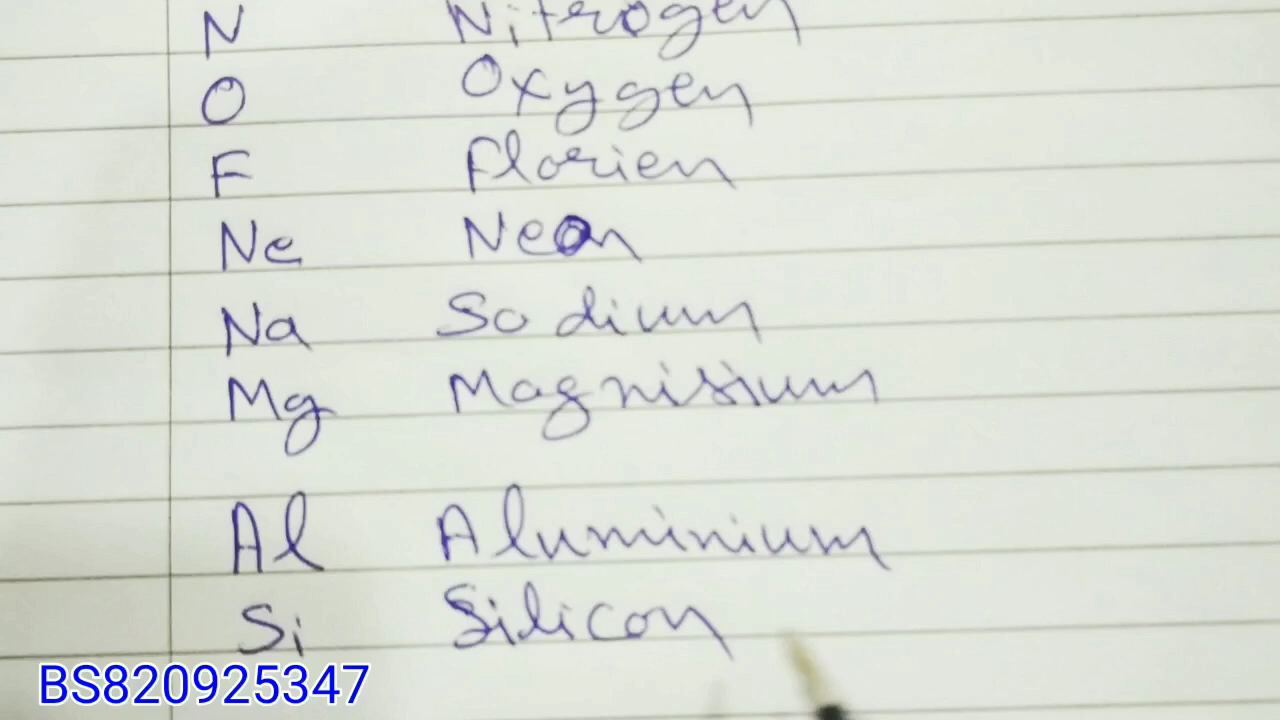 N Nitrogen
O Oxygen
F Florien
Ne Neon
Na Sodium
Mg Magnisium
Al Aluminium
Si Silicon
BS820925347